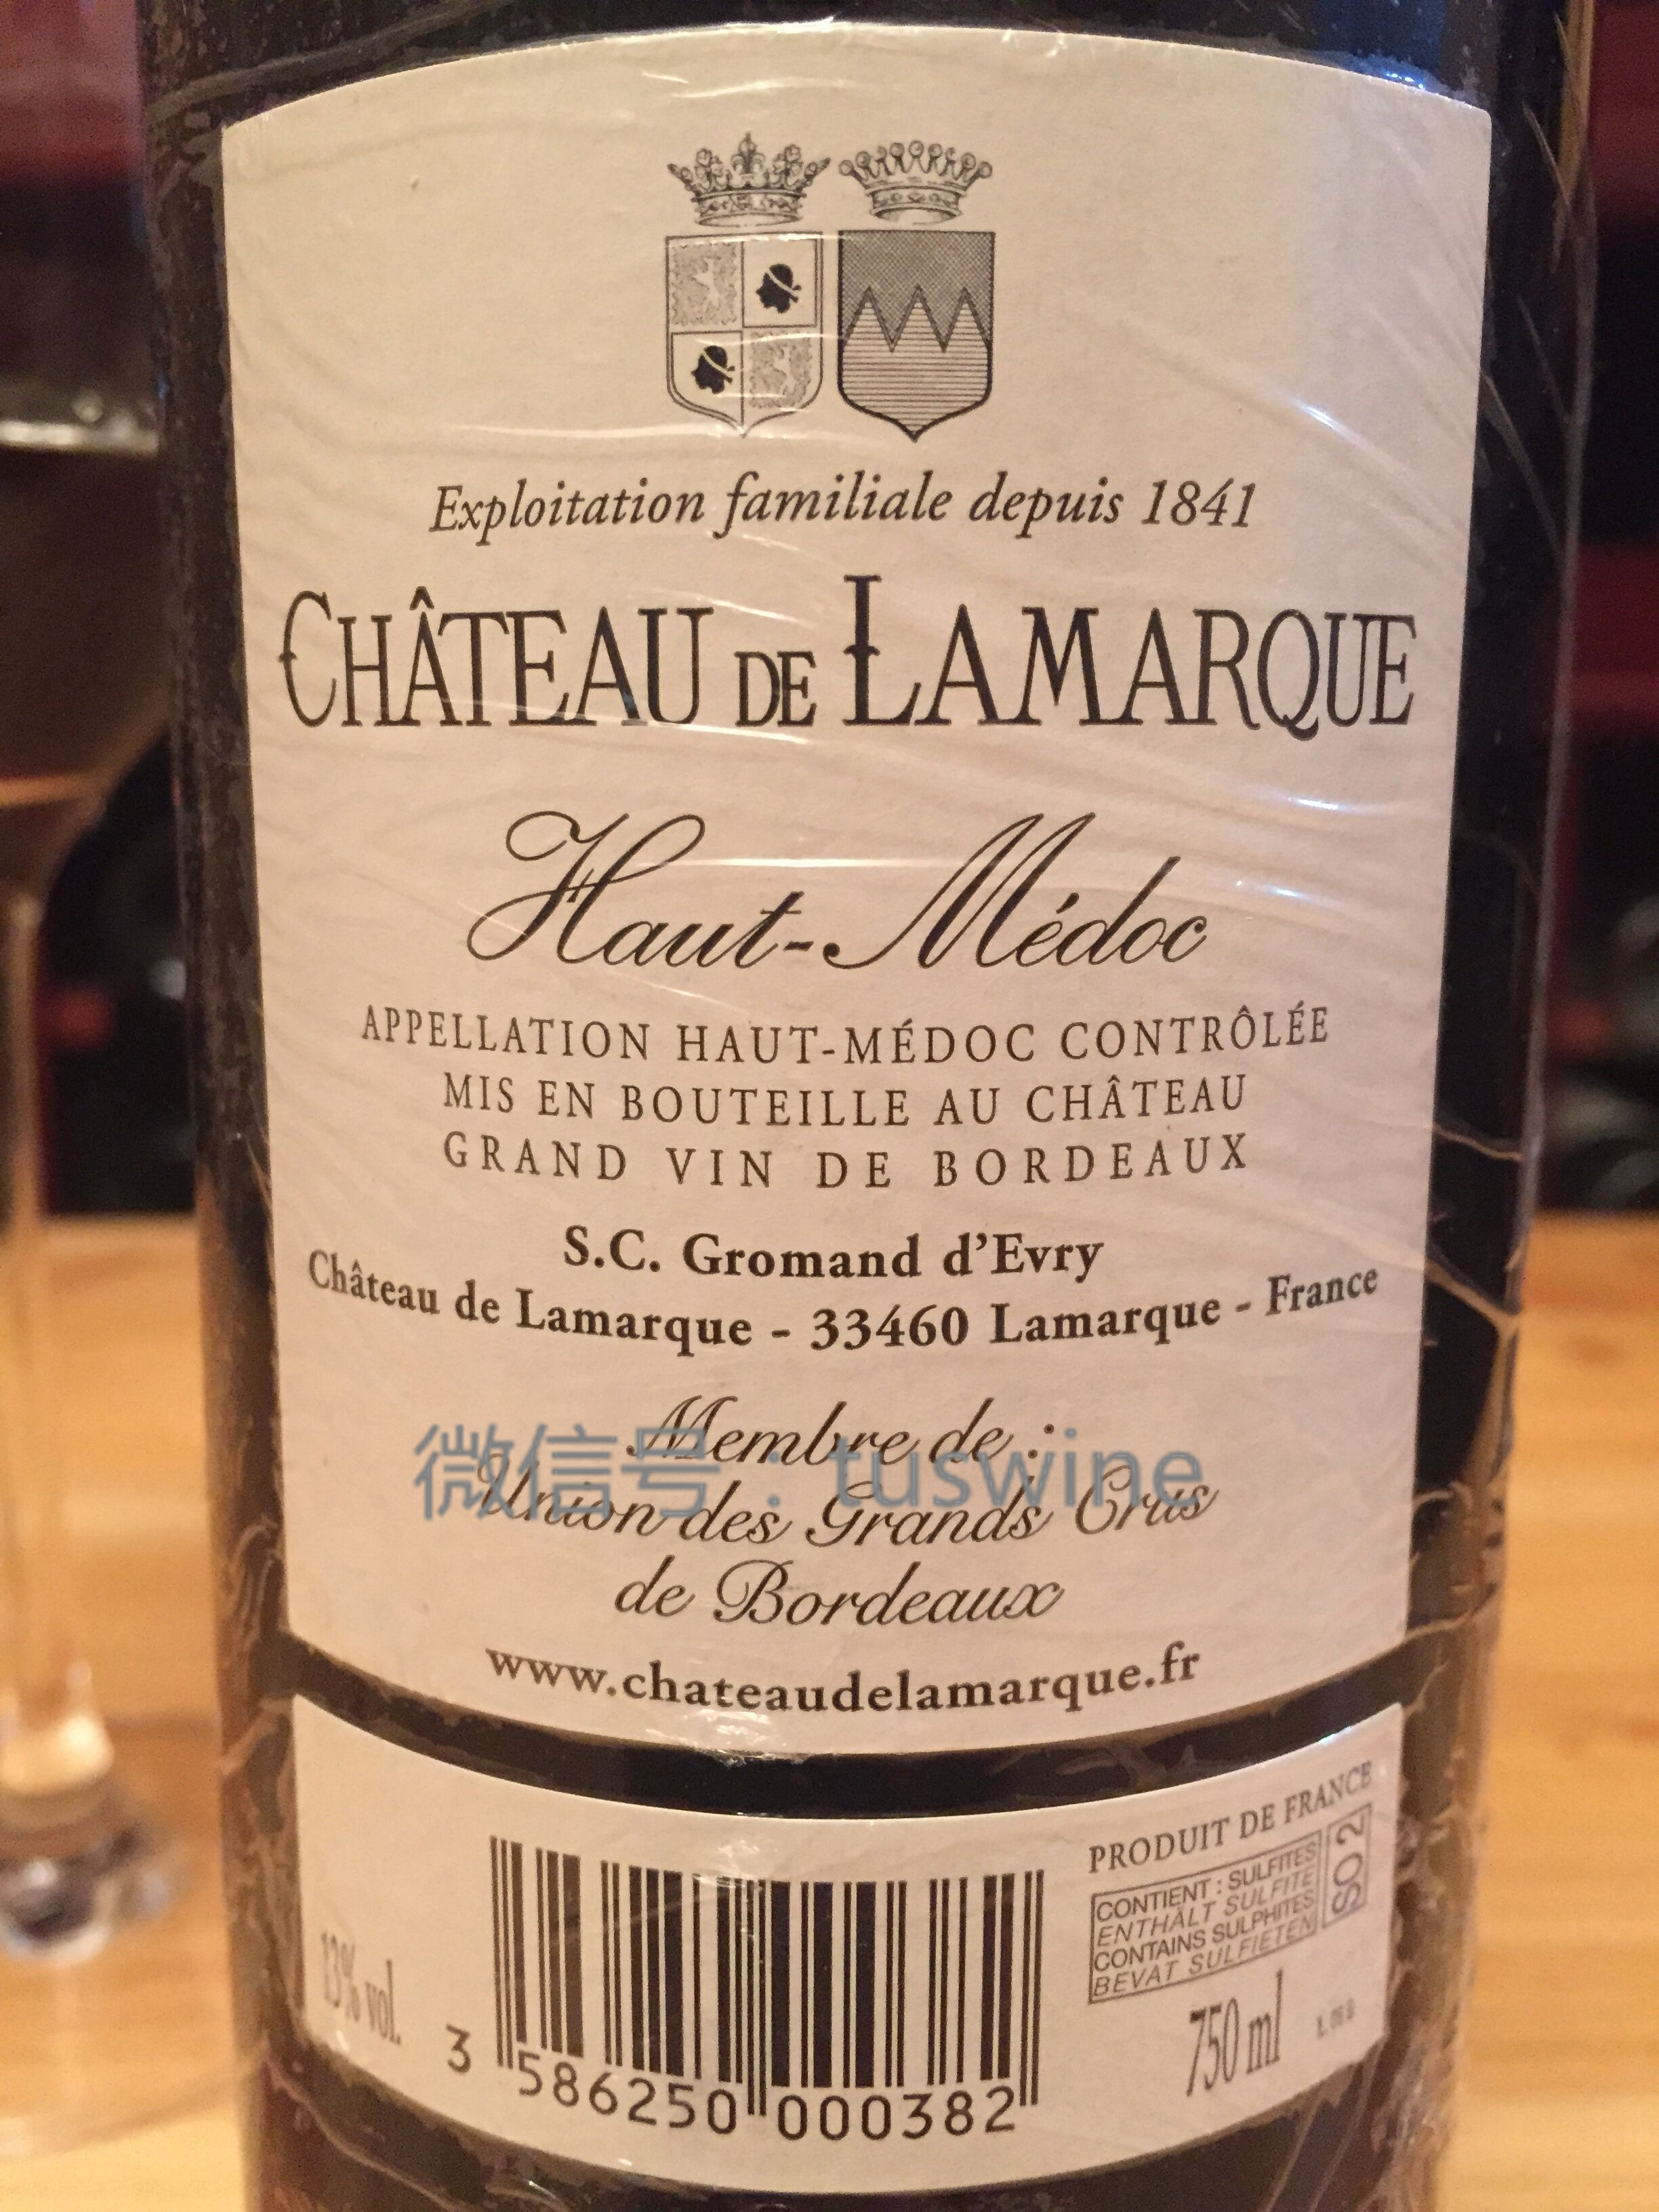 Exploitation familiale depuis 1841
CHÂTEAU DE LAMARQUE
Haut-Médoc
APPELLATION HAUT-MÉDOC CONTRÔLÉE
MIS EN BOUTEILLE AU CHÂTEAU
GRAND VIN DE BORDEAUX
S.C. Gromand d'Evry
Château de Lamarque - 33460 Lamarque - France
Membre de :
微信号：tuswine
Union des Grands Crus
de Bordeaux
www.chateaudelamarque.fr
PRODUIT DE FRANCE
CONTIENT : SULFITES
ENTHÄLT SULFITE
CONTAINS SULPHITES
BEVAT SULFIETEN
SO2
13% vol.
750 ml
3 586250 000382